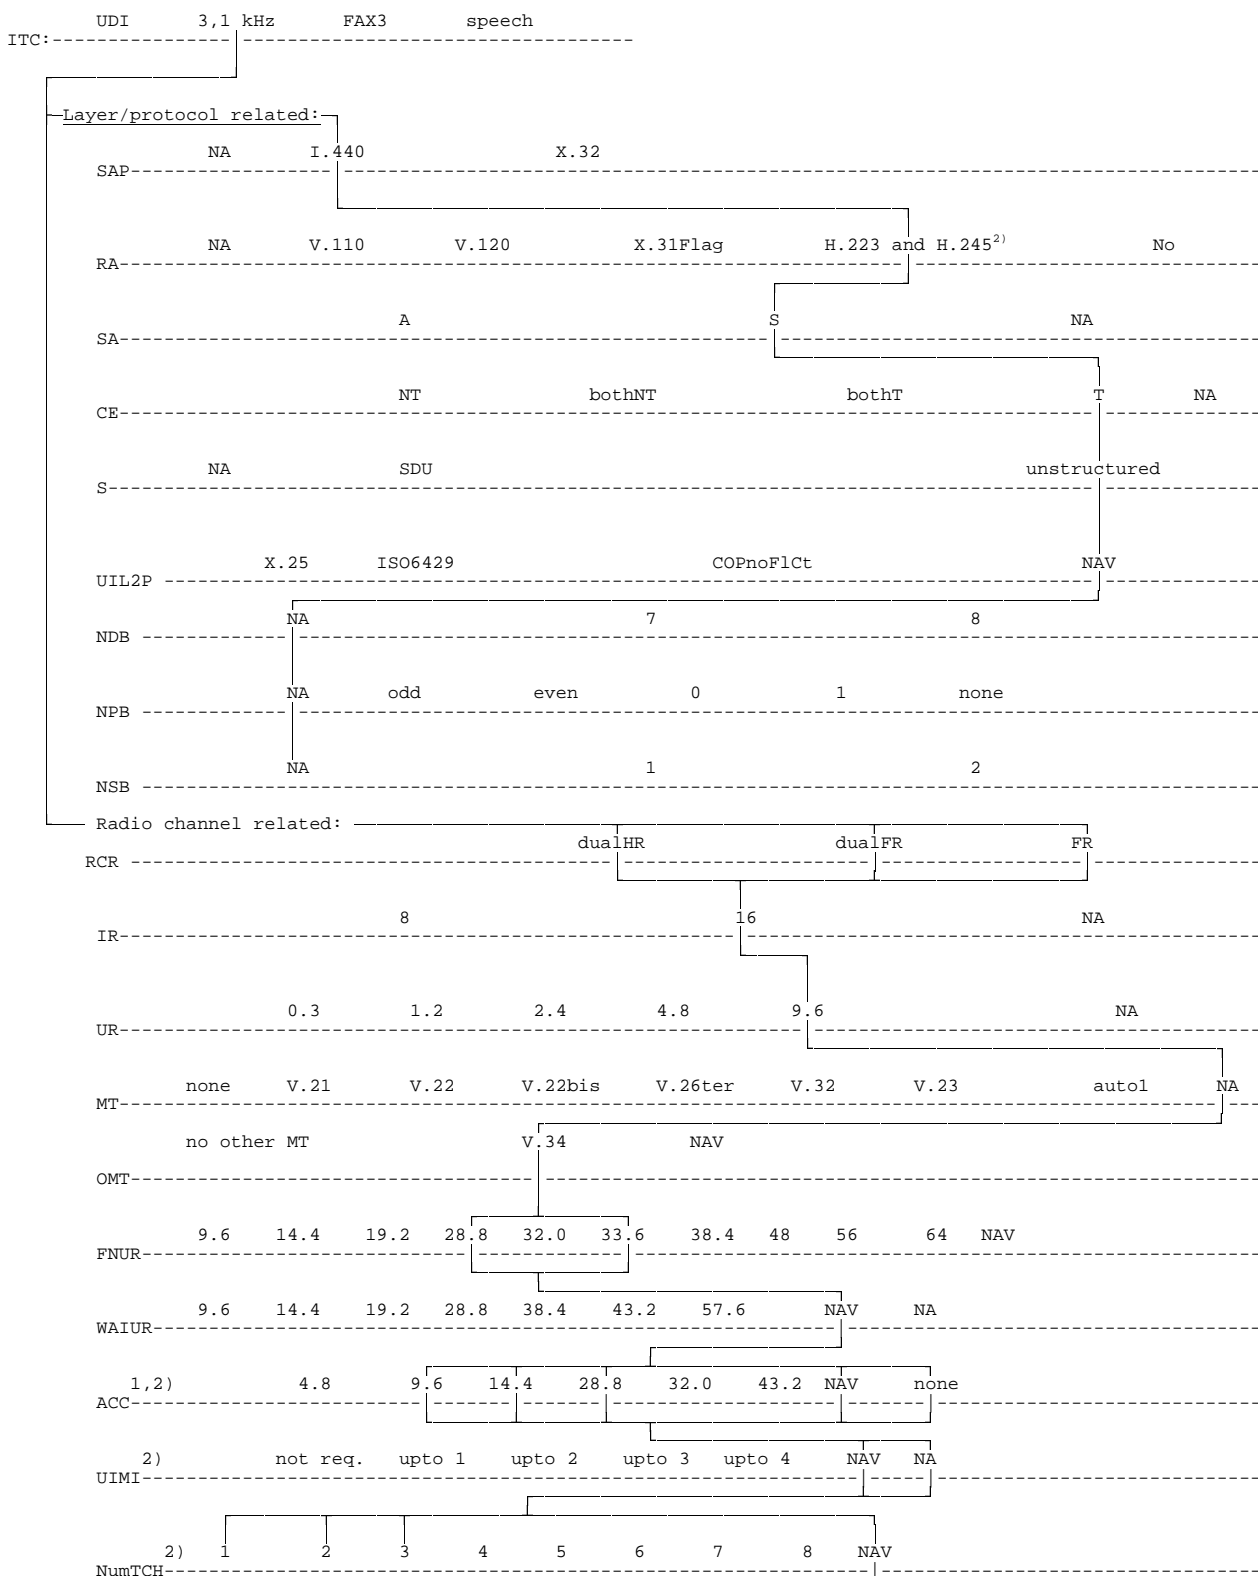 UDI 3,1 kHz FAX3 speech
ITC:
Layer/protocol related:
NA I.440 X.32
SAP
NA V.110 V.120 X.31Flag H.223 and H.245 2) No
RA
A S NA
SA
NT bothNT bothT T NA
CE
NA SDU unstructured
S
X.25 ISO6429 COPnoFlCt NAV
UIL2P
NA 7 8
NDB
NA odd even 0 1 none
NPB
NA 1 2
NSB
Radio channel related:
dualHR dualFR FR
RCR
8 16 NA
IR
0.3 1.2 2.4 4.8 9.6 NA
UR
none V.21 V.22 V.22bis V.26ter V.32 V.23 auto1 NA
MT
no other MT V.34 NAV
OMT
9.6 14.4 19.2 28.8 32.0 33.6 38.4 48 56 64 NAV
FNUR
9.6 14.4 19.2 28.8 38.4 43.2 57.6 NAV NA
WAIUR
1,2) 4.8 9.6 14.4 28.8 32.0 43.2 NAV none
ACC
2) not req. upto 1 upto 2 upto 3 upto 4 NAV NA
UIMI
2) 1 2 3 4 5 6 7 8 NAV
NumTCH